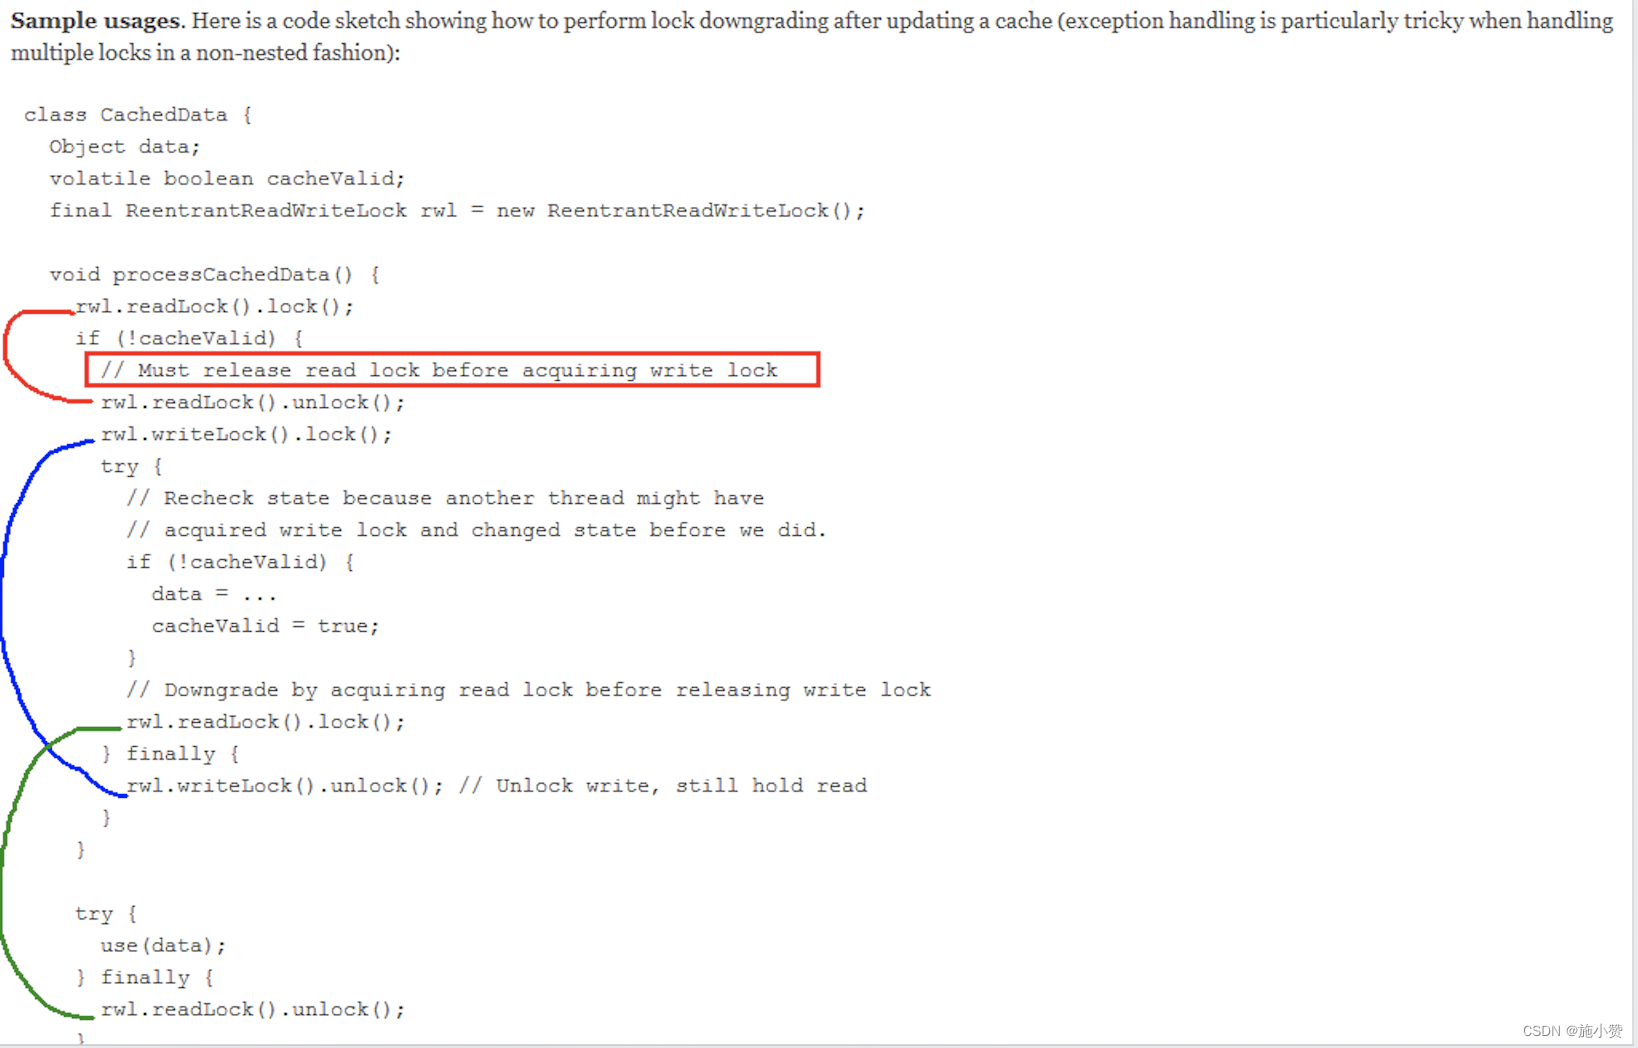 Sample usages. Here is a code sketch showing how to perform lock downgrading after updating a cache (exception handling is particularly tricky when handling
multiple locks in a non-nested fashion):
class CachedData {
Object data;
volatile boolean cacheValid;
final ReentrantReadWriteLock rwl = new ReentrantReadWriteLock();
void processCachedData() {
rwl.readLock().lock();
if (!cacheValid) {
// Must release read lock before acquiring write lock
rwl.readLock().unlock();
rwl.writeLock().lock();
try {
// Recheck state because another thread might have
// acquired write lock and changed state before we did.
if (!cacheValid) {
data = ...
cacheValid = true;
}
// Downgrade by acquiring read lock before releasing write lock
rwl.readLock().lock();
} finally {
rwl.writeLock().unlock(); // Unlock write, still hold read
}
}
try {
use(data);
} finally {
rwl.readLock().unlock();
}
CSDN @施小赞